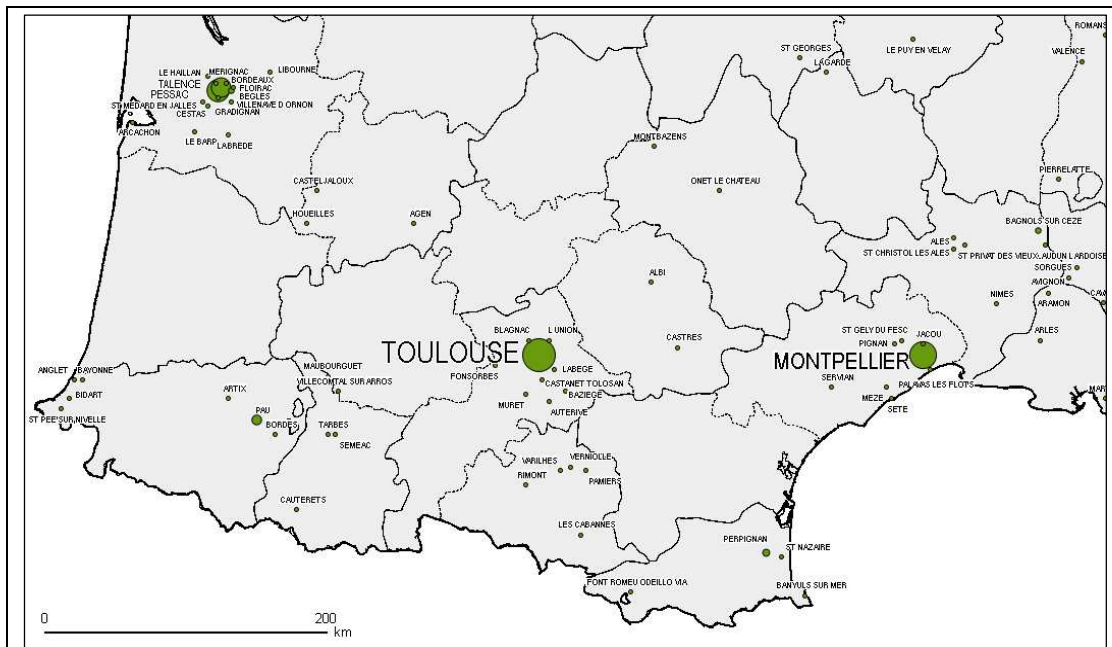 ROMANS
ST GEORGES
LE PUY EN VELAY
VALENCE
LAGARDE
LE HAILLAN
MERIGNAC
LIBOURNE
TALENCE
BORDEAUX
PESSAC
FLOIRAC
BEGLES
ST MEDARD EN JALLES
VILLENAVE D ORNON
CESTAS
GRADIGNAN
ARCACHON
LE BARP
LABREDE
MONTBAZENS
PIERRELATTE
CASTELJALOUX
ONET LE CHATEAU
HOUEILLES
AGEN
BAGNOLS SUR CEZE
ALES
ST CHRISTOL LES ALES
ST PRIVAT DES VIEUX
LAUDUN L ARDOISE
SORGUES
ALBI
AVIGNON
CAV
NIMES
ARAMON
BLAGNAC
L UNION
CASTRES
ST GELY DU FESC
JACOU
ARLES
PIGNAN
TOULOUSE
MONTPELLIER
MAUBOURGUET
FONSORBES
LABEGE
ANGLET
BAYONNE
VILLECOMTAL SUR ARROS
CASTANET TOLOSAN
SERVIAN
PALAVAS LES FLOTS
BIDART
ARTIX
MURET
BAZIEGE
MEZE
SETE
MAR
ST PEE SUR NIVELLE
PAU
AUTERIVE
BORDES
TARBES
SEMEAC
VARILHES
VERNIOLLE
RIMONT
PAMIERS
CAUTERETS
LES CABANNES
PERPIGNAN
ST NAZAIRE
FONT ROMEU ODEILLO VIA
BANYULS SUR MER
0 200
km